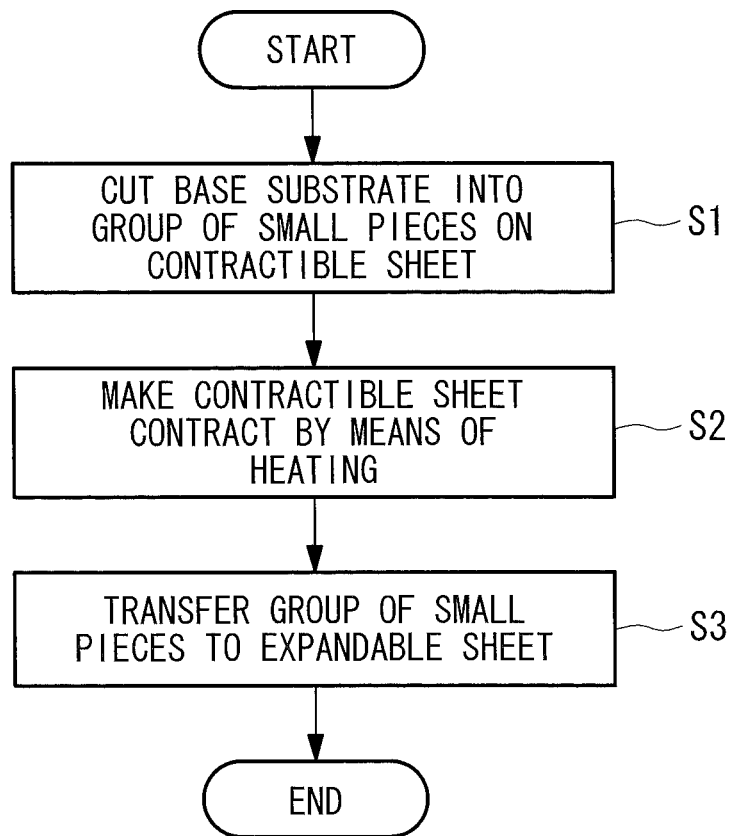 START
CUT BASE SUBSTRATE INTO
GROUP OF SMALL PIECES ON
CONTRACTIBLE SHEET
S1
MAKE CONTRACTIBLE SHEET
CONTRACT BY MEANS OF
HEATING
S2
TRANSFER GROUP OF SMALL
PIECES TO EXPANDABLE SHEET
S3
END